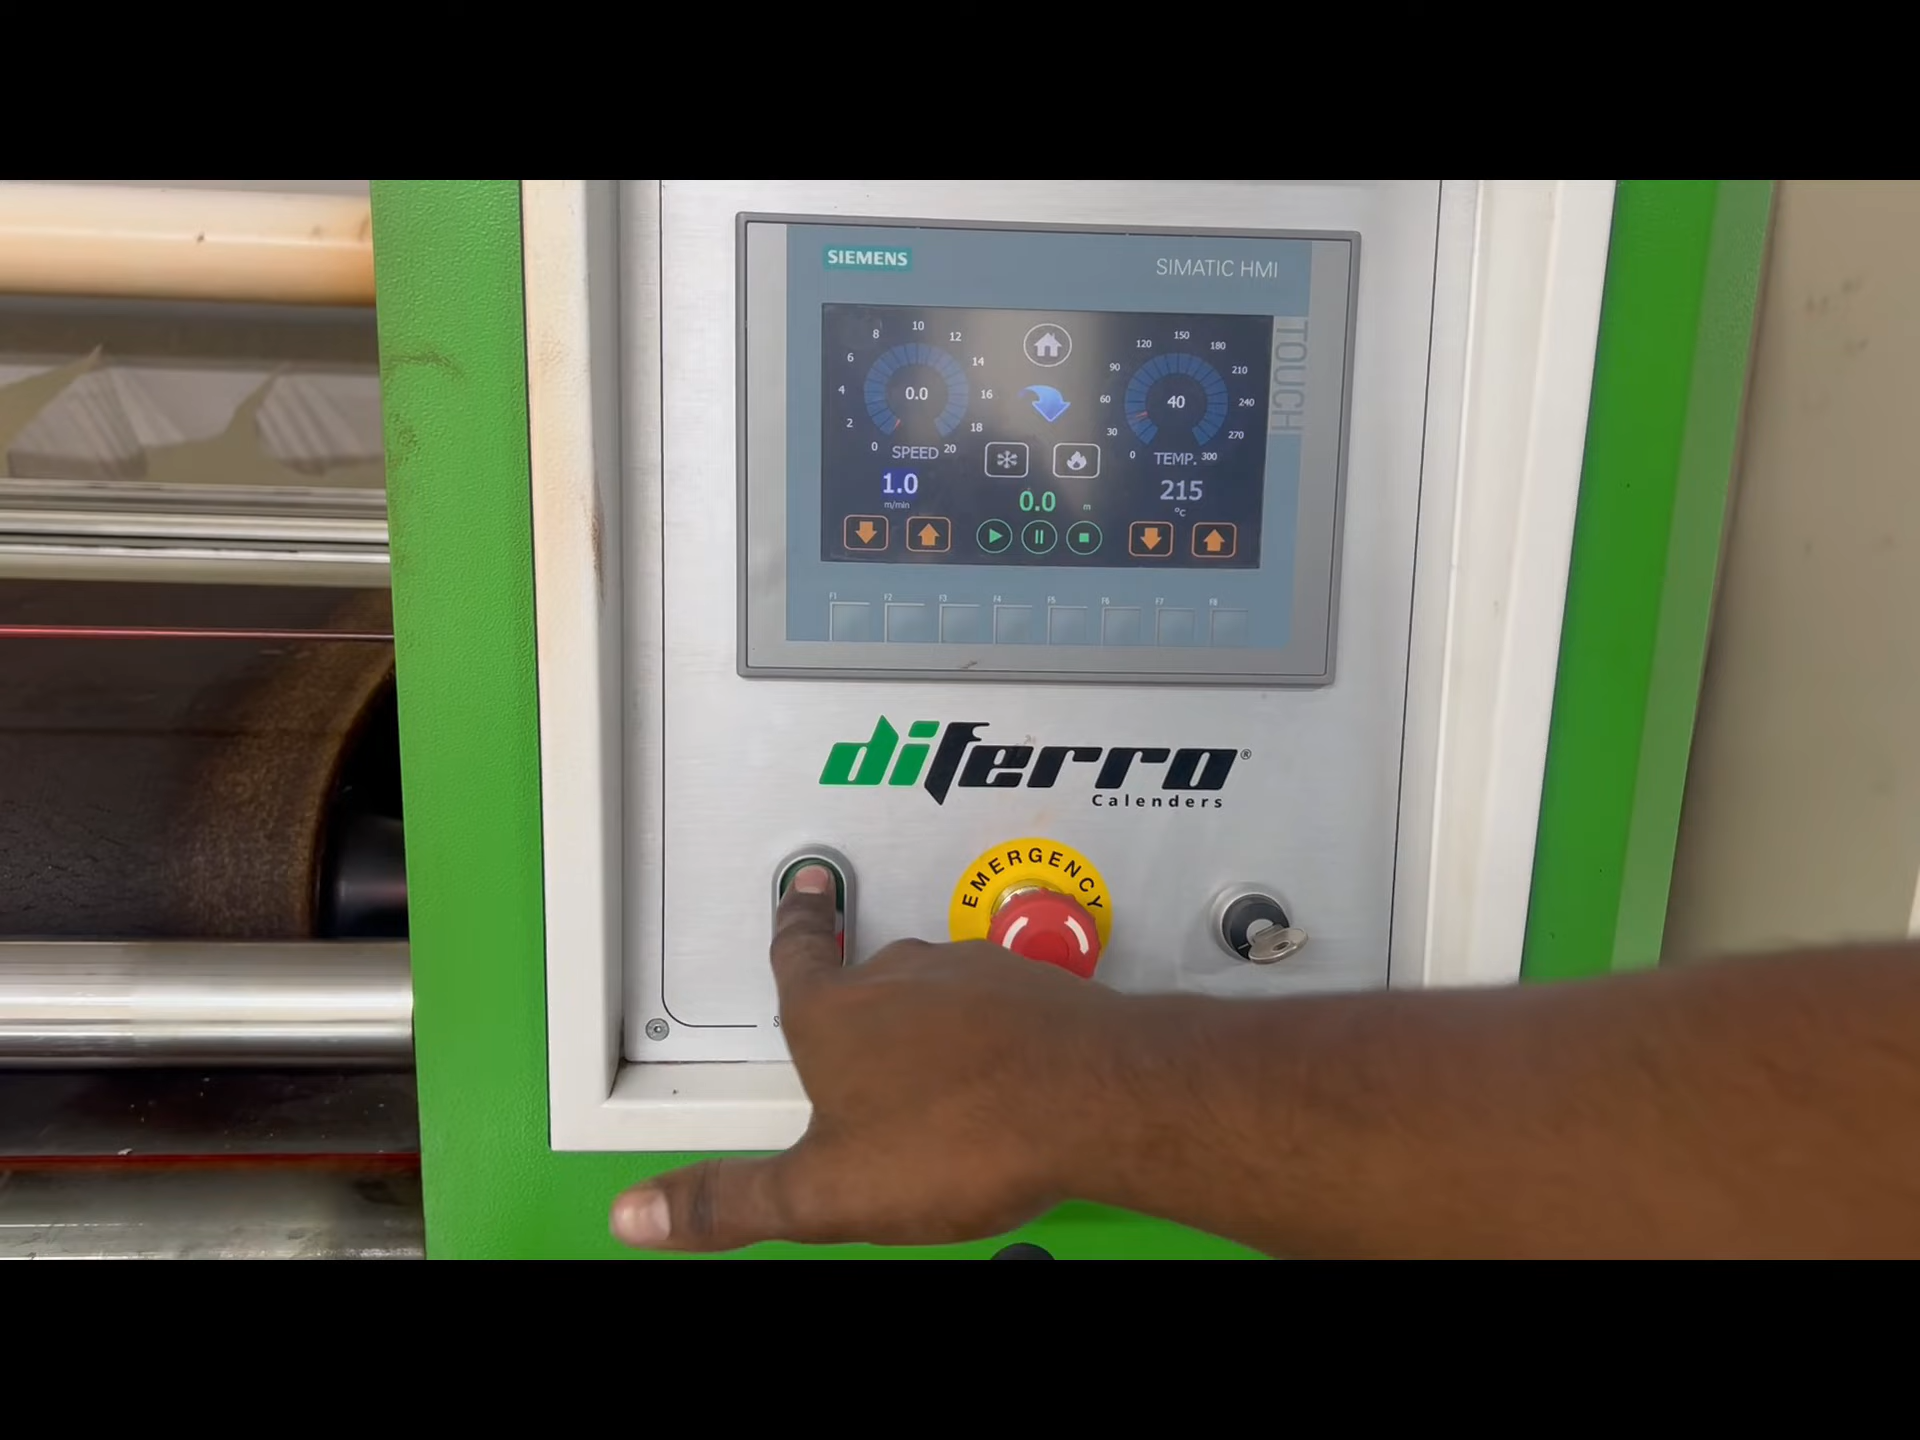 SIEMENS
SIMATIC HMI
TOUCH
0 2 4 6 8 10 12 14 16 18 20
0.0
SPEED
1.0
m/min
0.0 m
0 30 60 90 120 150 180 210 240 270 300
40
TEMP.
215
°C
F1 F2 F3 F4 F5 F6 F7 F8
diferro®
Calenders
EMERGENCY